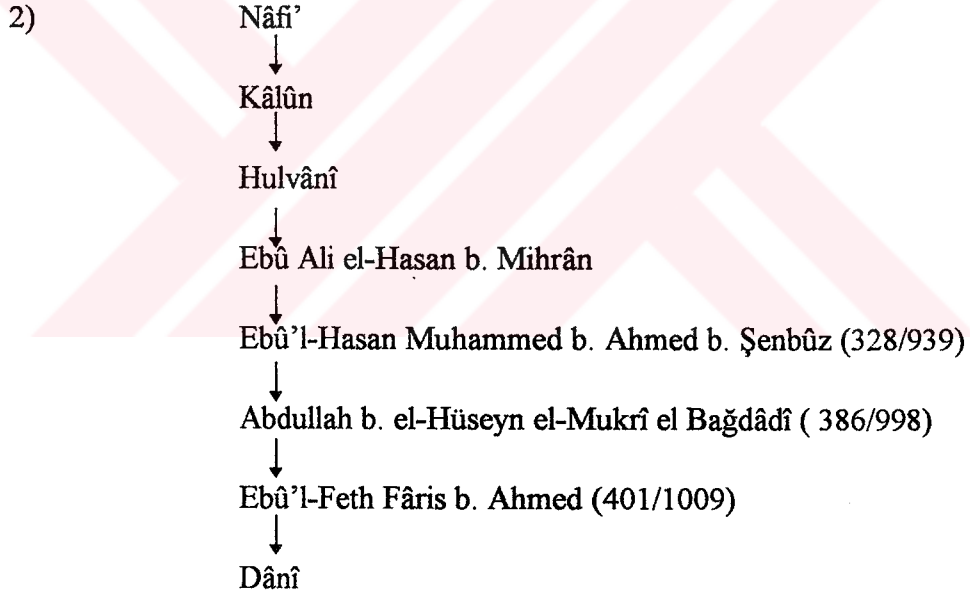 2) Nâfi’
Kâlûn
Hulvânî
Ebû Ali el-Hasan b. Mihrân
Ebû’l-Hasan Muhammed b. Ahmed b. Şenbûz (328/939)
Abdullah b. el-Hüseyn el-Mukrî el Bağdâdî ( 386/998)
Ebû’l-Feth Fâris b. Ahmed (401/1009)
Dânî